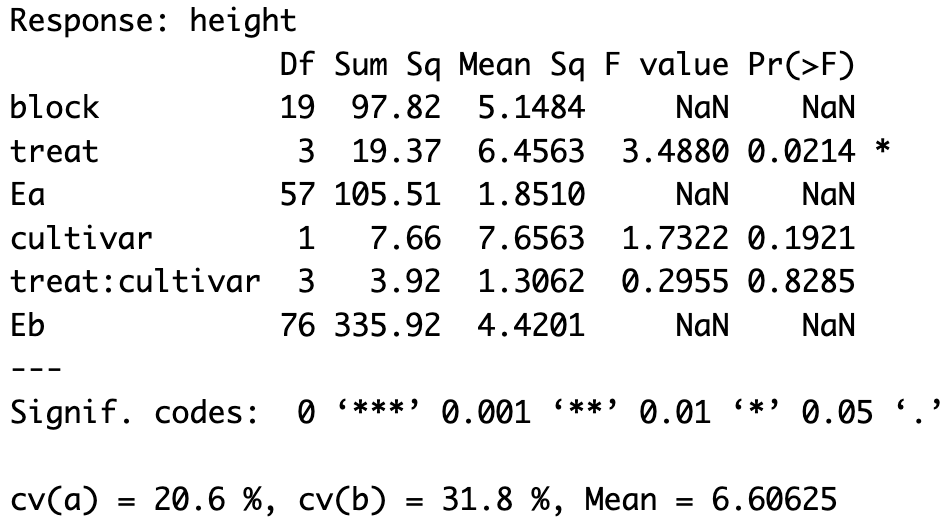 Response: height
              Df Sum Sq Mean Sq F value Pr(>F)
block         19  97.82  5.1484     NaN    NaN
treat          3  19.37  6.4563  3.4880 0.0214 *
Ea            57 105.51  1.8510     NaN    NaN
cultivar       1   7.66  7.6563  1.7322 0.1921
treat:cultivar 3   3.92  1.3062  0.2955 0.8285
Eb            76 335.92  4.4201     NaN    NaN
---
Signif. codes:  0 ‘***’ 0.001 ‘**’ 0.01 ‘*’ 0.05 ‘.’
cv(a) = 20.6 %, cv(b) = 31.8 %, Mean = 6.60625